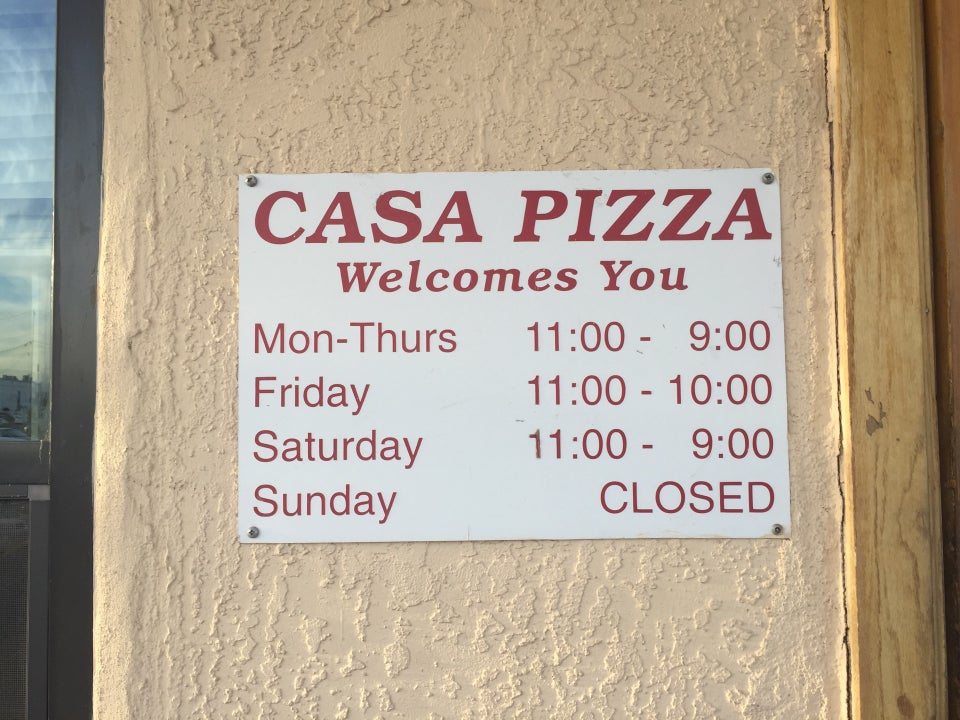 CASA PIZZA
Welcomes You
Mon-Thurs 11:00 - 9:00
Friday 11:00 - 10:00
Saturday 11:00 - 9:00
Sunday CLOSED